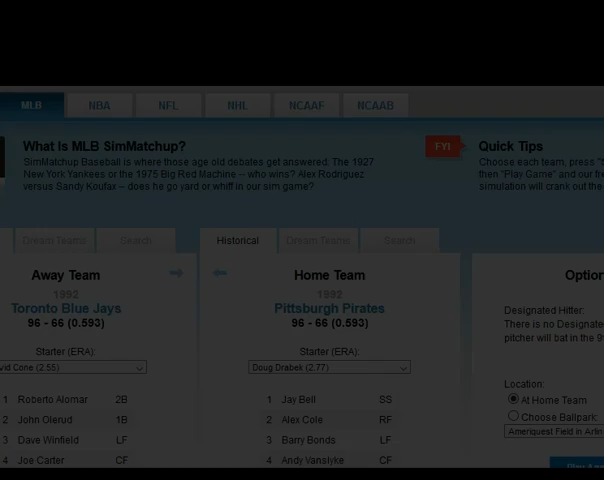 MLB NBA NFL NHL NCAAF NCAAB
What Is MLB SimMatchup?
SimMatchup Baseball is where those age old debates get answered: The 1927
New York Yankees or the 1975 Big Red Machine -- who wins? Alex Rodriguez
versus Sandy Koufax -- does he go yard or whiff in our sim game?
FYI
Quick Tips
Choose each team, press
then "Play Game" and our
simulation will crank out the
Dream Teams Search
Away Team
1992
Toronto Blue Jays
96 - 66 (0.593)
Starter (ERA):
Cone (2.55)
1 Roberto Alomar 2B
2 John Olerud 1B
3 Dave Winfield LF
4 Joe Carter CF
Historical Dream Teams Search
Home Team
1992
Pittsburgh Pirates
96 - 66 (0.593)
Starter (ERA):
Doug Drabek (2.77)
1 Jay Bell SS
2 Alex Cole RF
3 Barry Bonds LF
4 Andy Vanslyke CF
Designated Hitter:
There is no
pitcher will bat in the
Location:
At Home Team
Choose Ballpark:
Ameriquest Field in